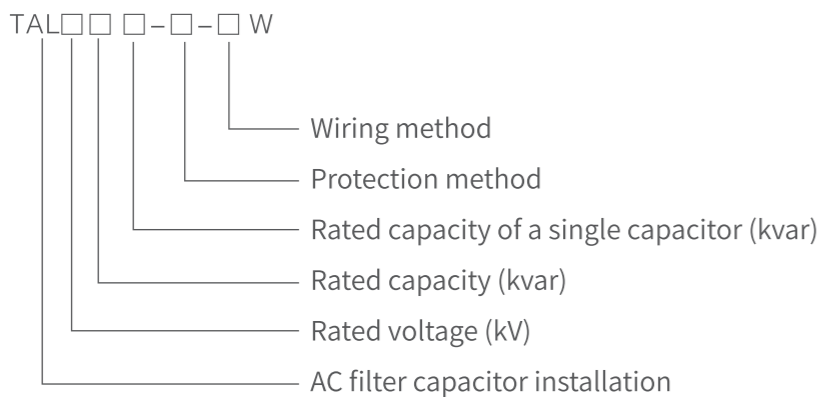 TAL□□ □-□-□ W
Wiring method
Protection method
Rated capacity of a single capacitor (kvar)
Rated capacity (kvar)
Rated voltage (kV)
AC filter capacitor installation